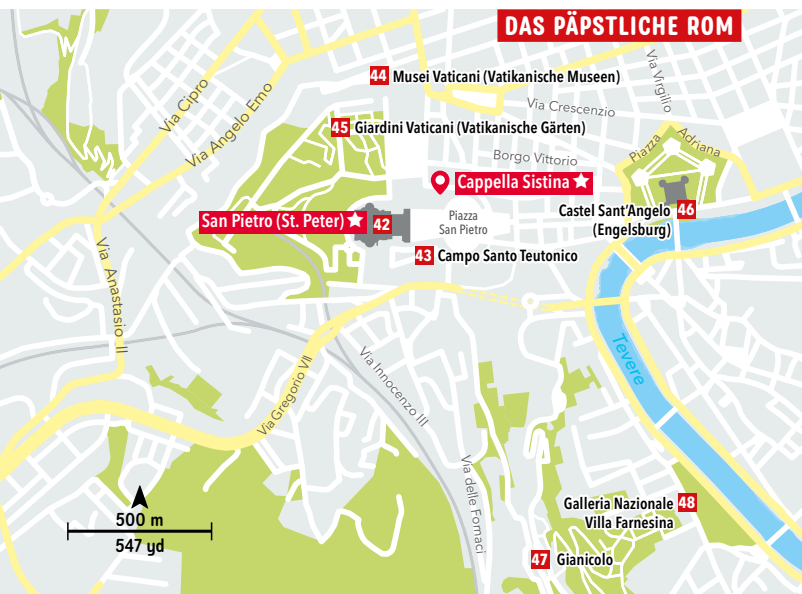 DAS PÄPSTLICHE ROM
44 Musei Vaticani (Vatikanische Museen)
Via Virgilio
Via Cipro
Via Crescenzio
Via Angelo Emo
45 Giardini Vaticani (Vatikanische Gärten)
Piazza Adriana
Borgo Vittorio
Cappella Sistina
San Pietro (St. Peter) 42
Piazza
San Pietro
Castel Sant'Angelo 46
(Engelsburg)
43 Campo Santo Teutonico
Via Anastasio II
Tevere
Via Gregorio VII
Via Innocenzo III
Via delle Fornaci
500 m
547 yd
Galleria Nazionale 48
Villa Farnesina
47 Gianicolo